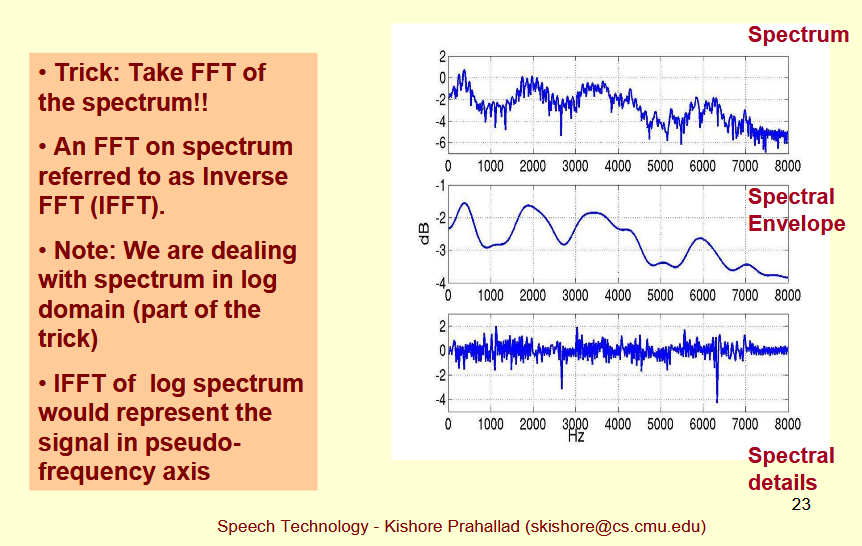 • Trick: Take FFT of
the spectrum!!
• An FFT on spectrum
referred to as Inverse
FFT (IFFT).
• Note: We are dealing
with spectrum in log
domain (part of the
trick)
• IFFT of log spectrum
would represent the
signal in pseudo-
frequency axis
Spectrum
2
0
-2
-4
-6
0 1000 2000 3000 4000 5000 6000 7000 8000
Spectral
Envelope
-1
-2
-3
-4
dB
0 1000 2000 3000 4000 5000 6000 7000 8000
2
0
-2
-4
0 1000 2000 3000 4000 5000 6000 7000 8000
Hz
Spectral
details
23
Speech Technology - Kishore Prahallad (skishore@cs.cmu.edu)